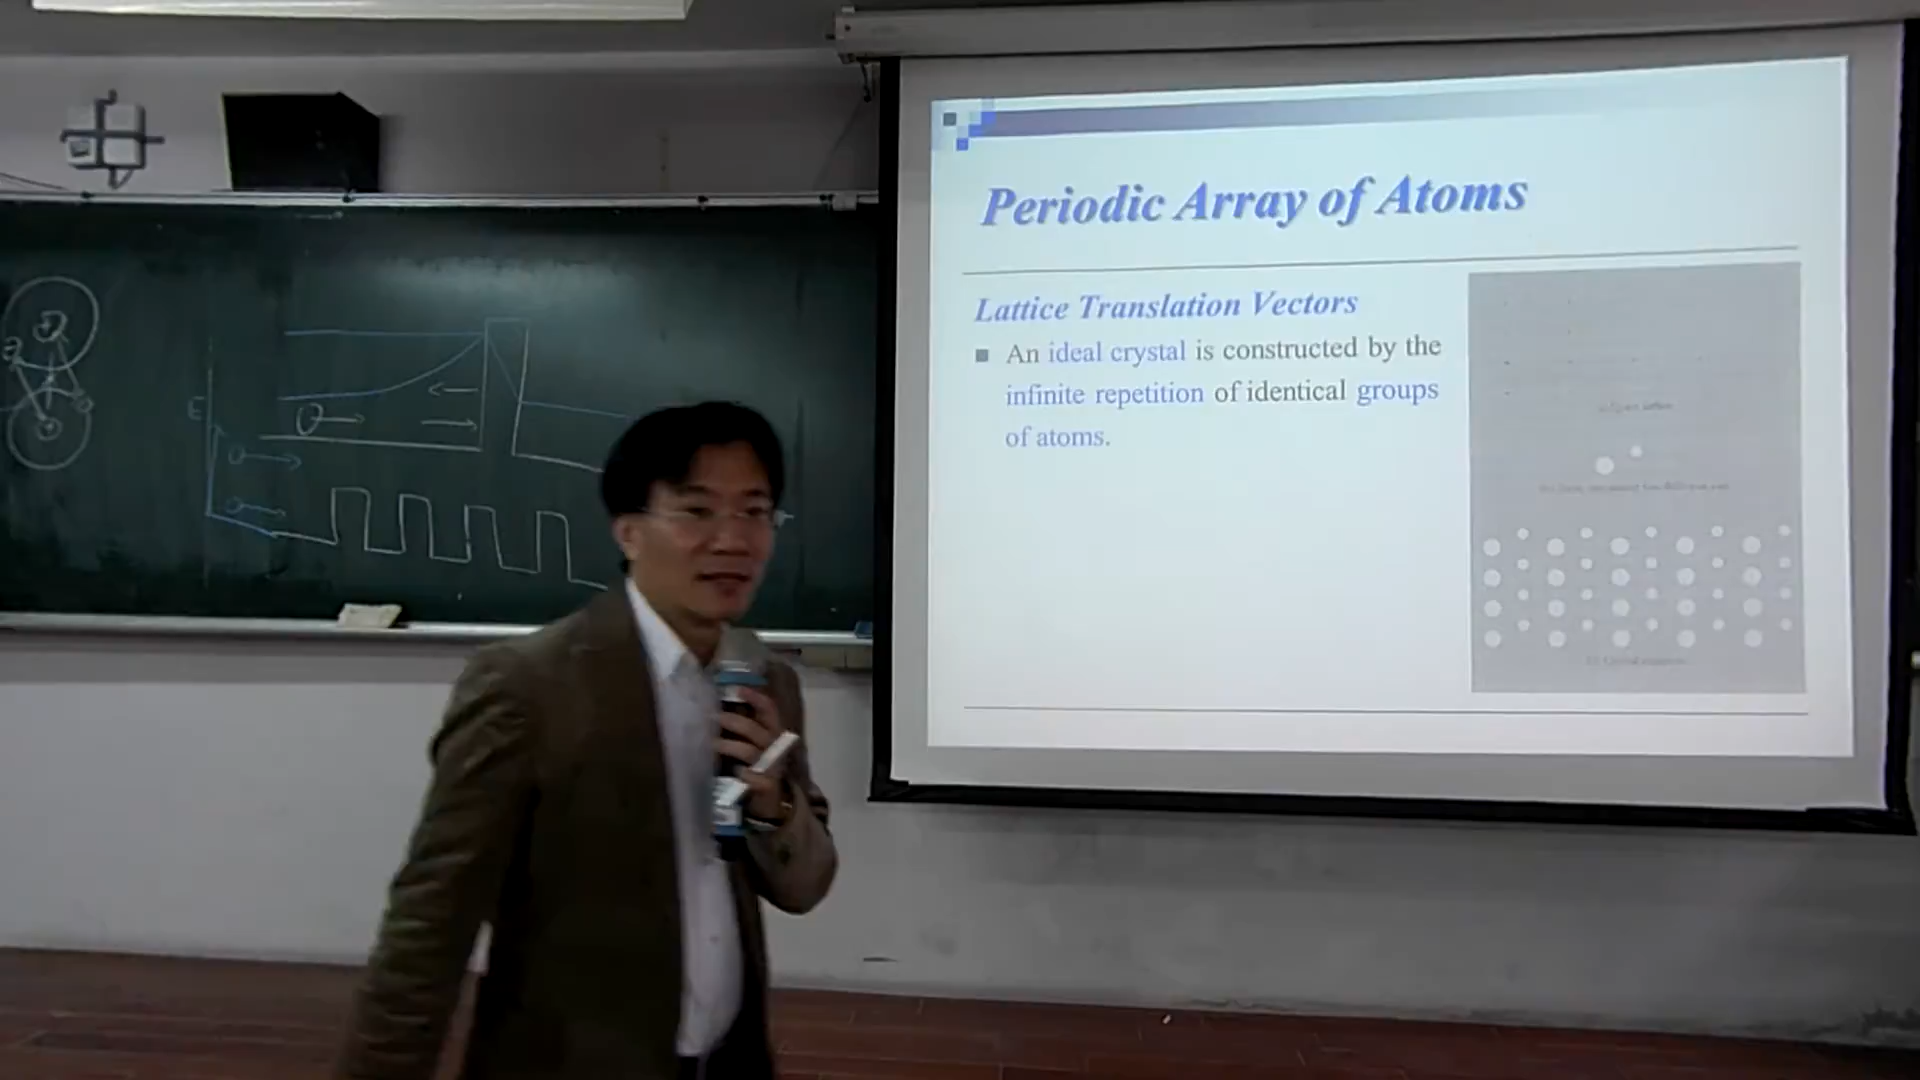 Periodic Array of Atoms
Lattice Translation Vectors
An ideal crystal is constructed by the
infinite repetition of identical groups
of atoms.
E